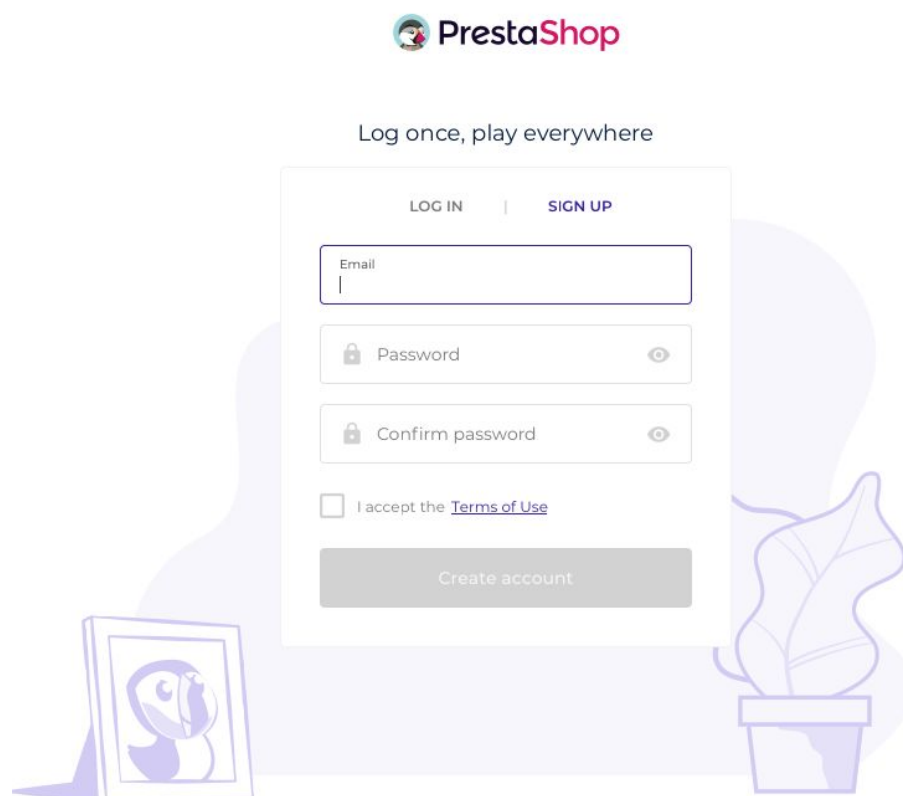 PrestaShop
Log once, play everywhere
LOG IN | SIGN UP
Email
Password
Confirm password
I accept the Terms of Use
Create account